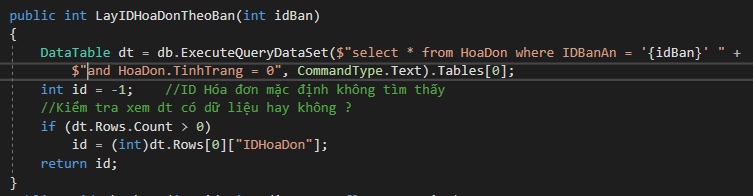 public int LayIDHoaDonTheoBan(int idBan)
{
DataTable dt = db.ExecuteQueryDataSet($"select * from HoaDon where IDBanAn = '{idBan}' " +
$"and HoaDon.TinhTrang = 0", CommandType.Text).Tables[0];
int id = -1; //ID Hóa đơn mặc định không tìm thấy
//Kiểm tra xem dt có dữ liệu hay không ?
if (dt.Rows.Count > 0)
id = (int)dt.Rows[0]["IDHoaDon"];
return id;
}